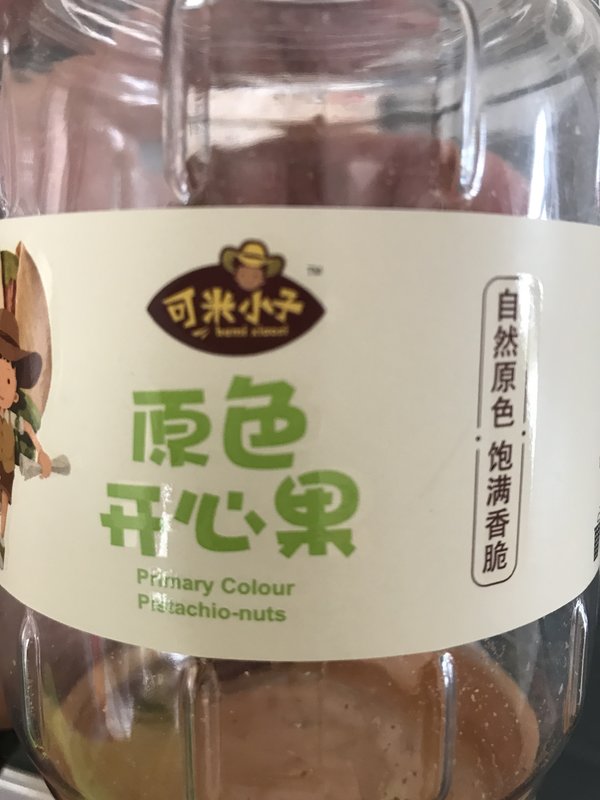 可米小子
TM
原色
开心果
Primary Colour
Pistachio-nuts
自然原色·饱满香脆